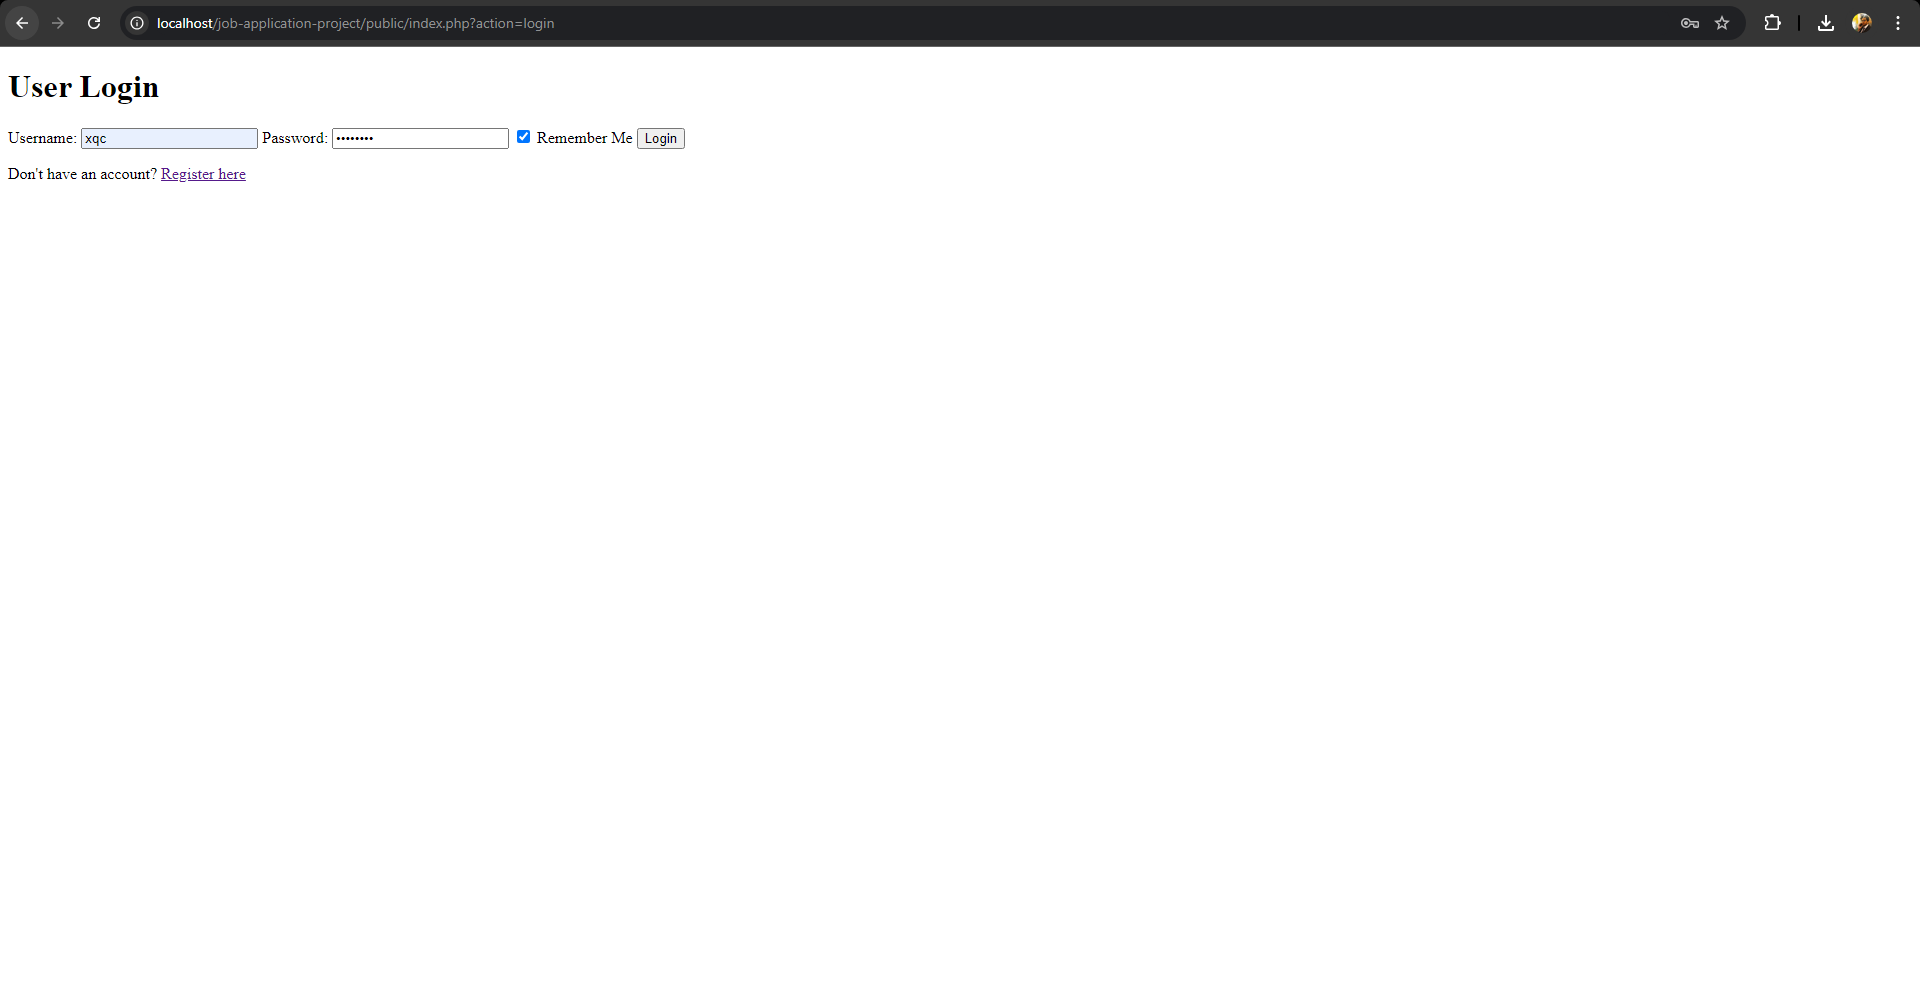 localhost/job-application-project/public/index.php?action=login
User Login
Username: xqc Password: •••••••• Remember Me Login
Don't have an account? Register here